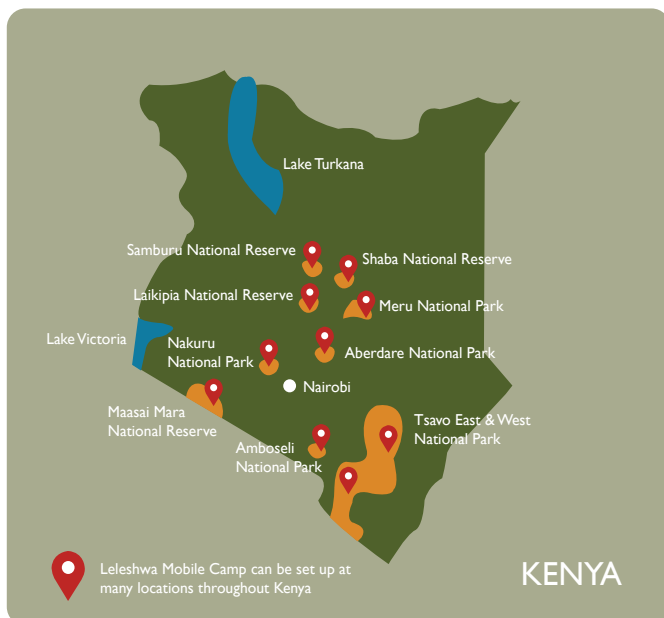 Lake Turkana
Samburu National Reserve
Shaba National Reserve
Laikipia National Reserve
Meru National Park
Lake Victoria
Nakuru
National Park
Aberdare National Park
Nairobi
Maasai Mara
National Reserve
Tsavo East & West
National Park
Amboseli
National Park
Leleshwa Mobile Camp can be set up at
many locations throughout Kenya
KENYA